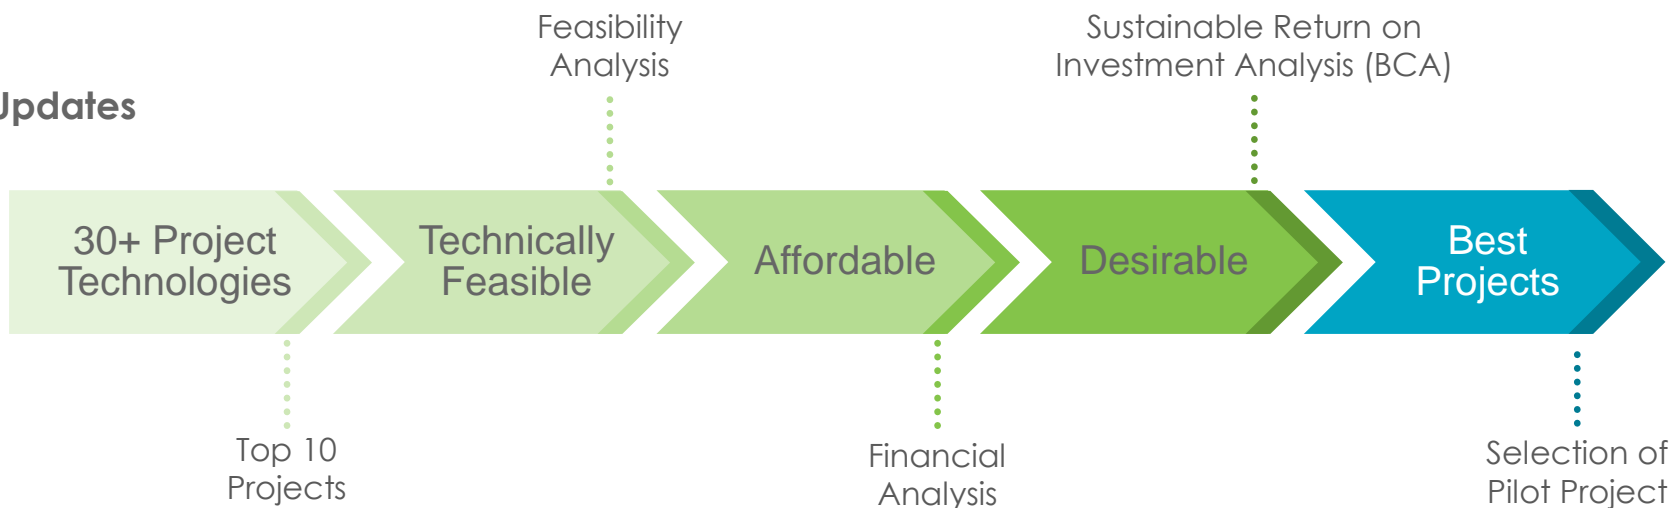 Feasibility
Analysis
Sustainable Return on
Investment Analysis (BCA)
Updates
30+ Project
Technologies
Technically
Feasible
Affordable
Desirable
Best
Projects
Top 10
Projects
Financial
Analysis
Selection of
Pilot Project